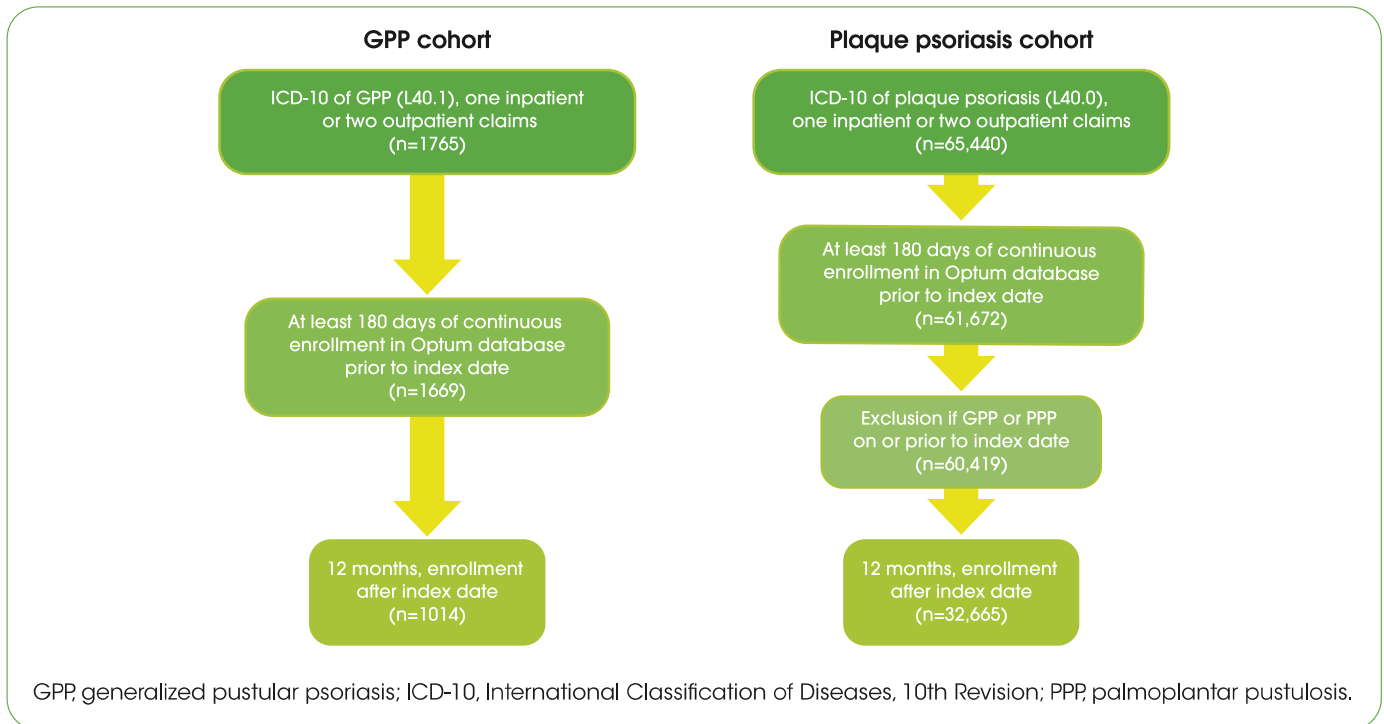 GPP cohort
ICD-10 of GPP (L40.1), one inpatient
or two outpatient claims
(n=1765)
At least 180 days of continuous
enrollment in Optum database
prior to index date
(n=1669)
12 months, enrollment
after index date
(n=1014)
Plaque psoriasis cohort
ICD-10 of plaque psoriasis (L40.0),
one inpatient or two outpatient claims
(n=65,440)
At least 180 days of continuous
enrollment in Optum database
prior to index date
(n=61,672)
Exclusion if GPP or PPP
on or prior to index date
(n=60,419)
12 months, enrollment
after index date
(n=32,665)
GPP, generalized pustular psoriasis; ICD-10, International Classification of Diseases, 10th Revision; PPP, palmoplantar pustulosis.